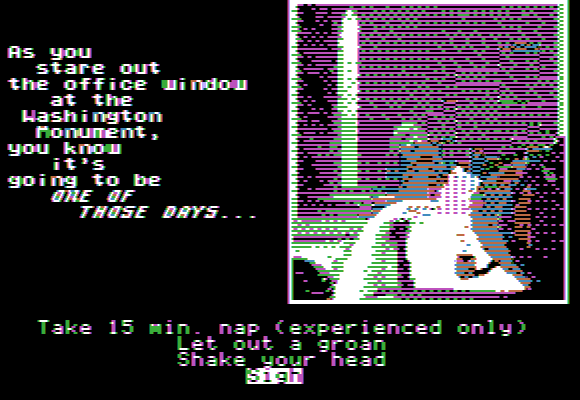 As you
stare out
the office window
at the
Washington
Monument,
you know
it's
going to be
ONE OF
THOSE DAYS...
Take 15 min. nap (experienced only)
Let out a groan
Shake your head
Sigh